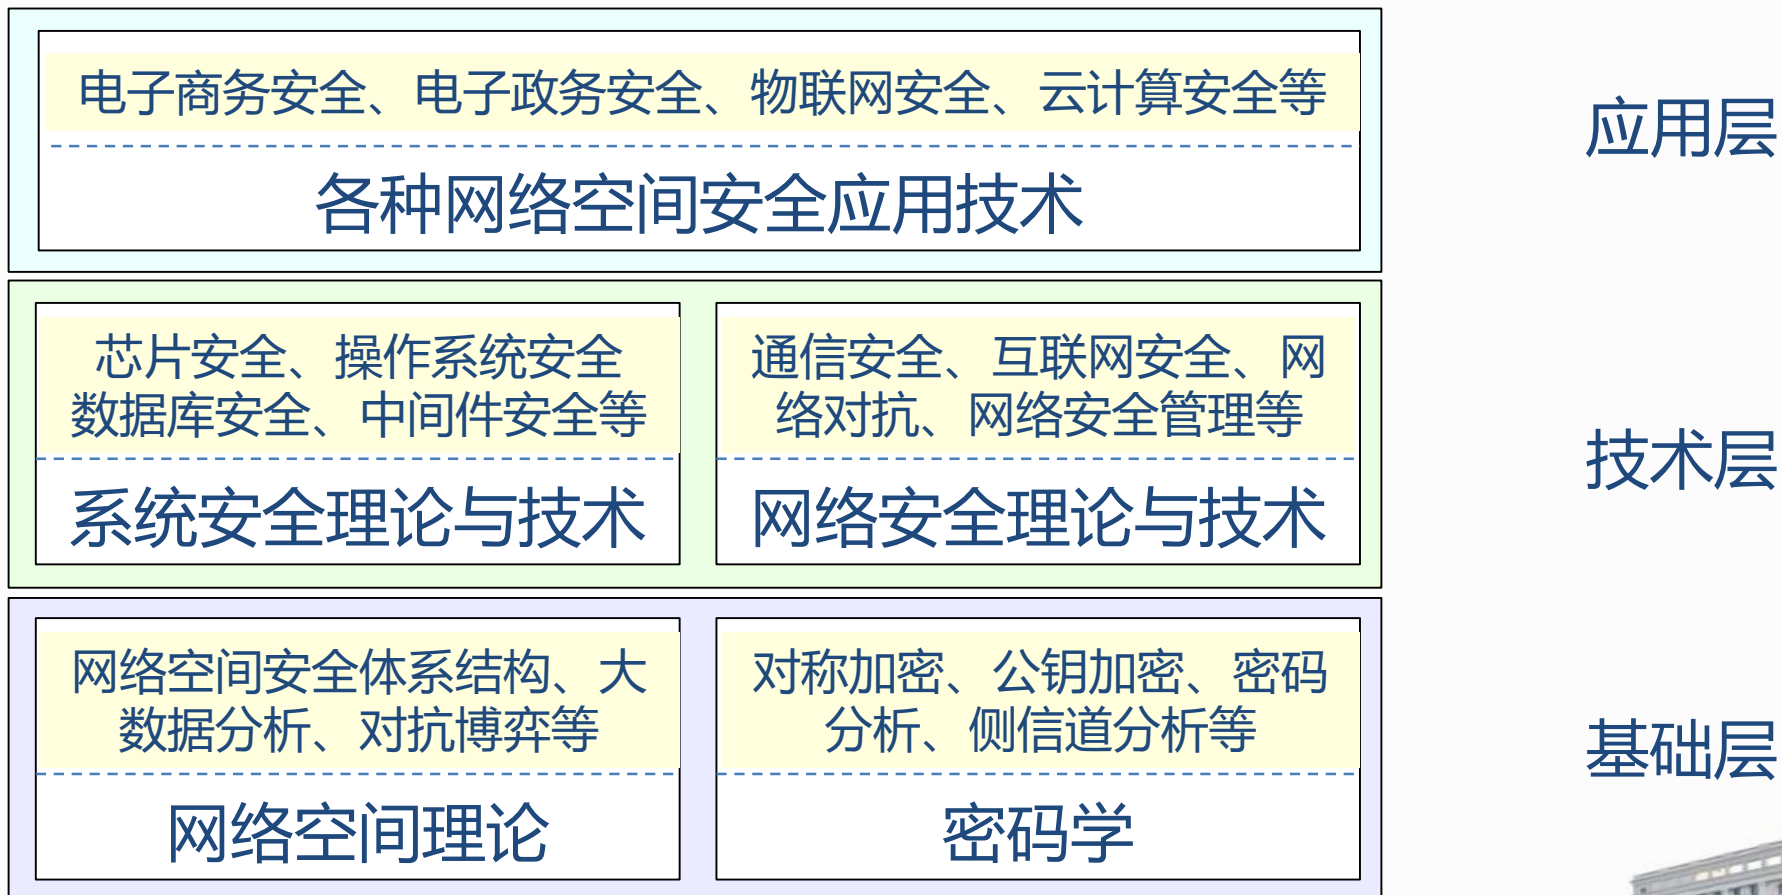 电子商务安全、电子政务安全、物联网安全、云计算安全等
各种网络空间安全应用技术
应用层
芯片安全、操作系统安全
数据库安全、中间件安全等
系统安全理论与技术
通信安全、互联网安全、网
络对抗、网络安全管理等
网络安全理论与技术
技术层
网络空间安全体系结构、大
数据分析、对抗博弈等
网络空间理论
对称加密、公钥加密、密码
分析、侧信道分析等
密码学
基础层